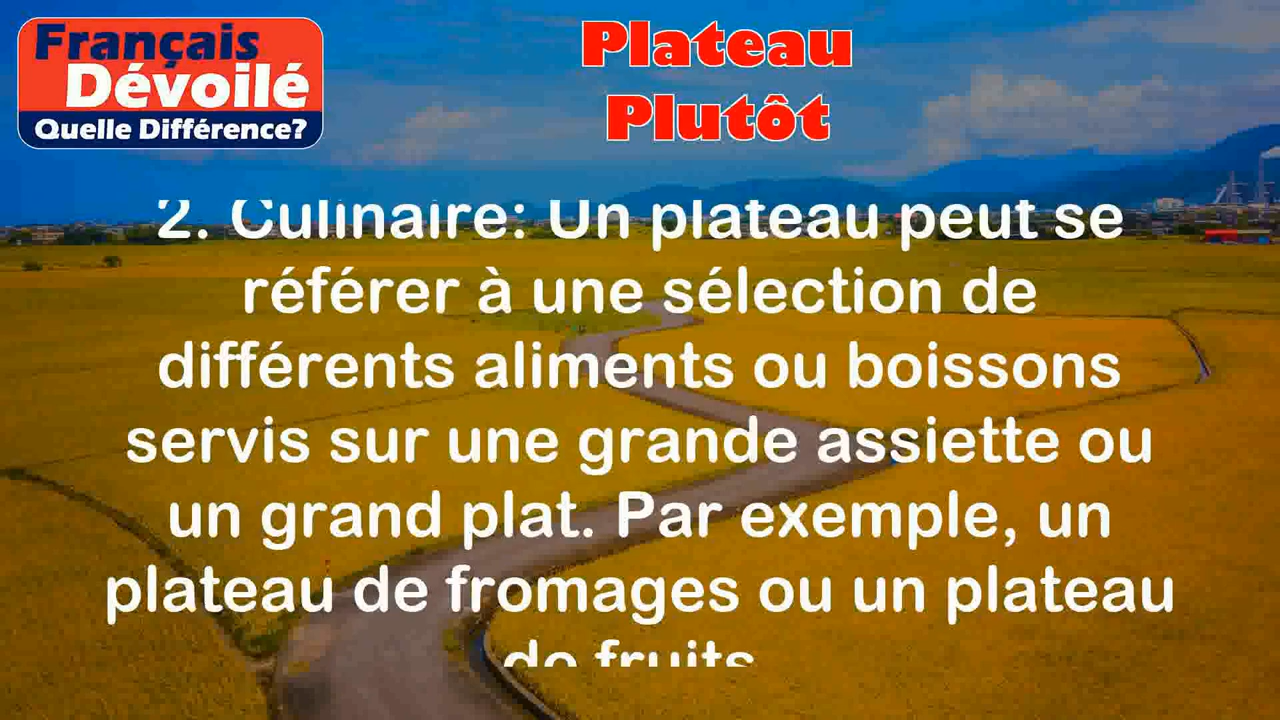 Français
Dévoilé
Quelle Différence?
Plateau
Plutôt
2. Culinaire: Un plateau peut se
référer à une sélection de
différents aliments ou boissons
servis sur une grande assiette ou
un grand plat. Par exemple, un
plateau de fromages ou un plateau
de fruits